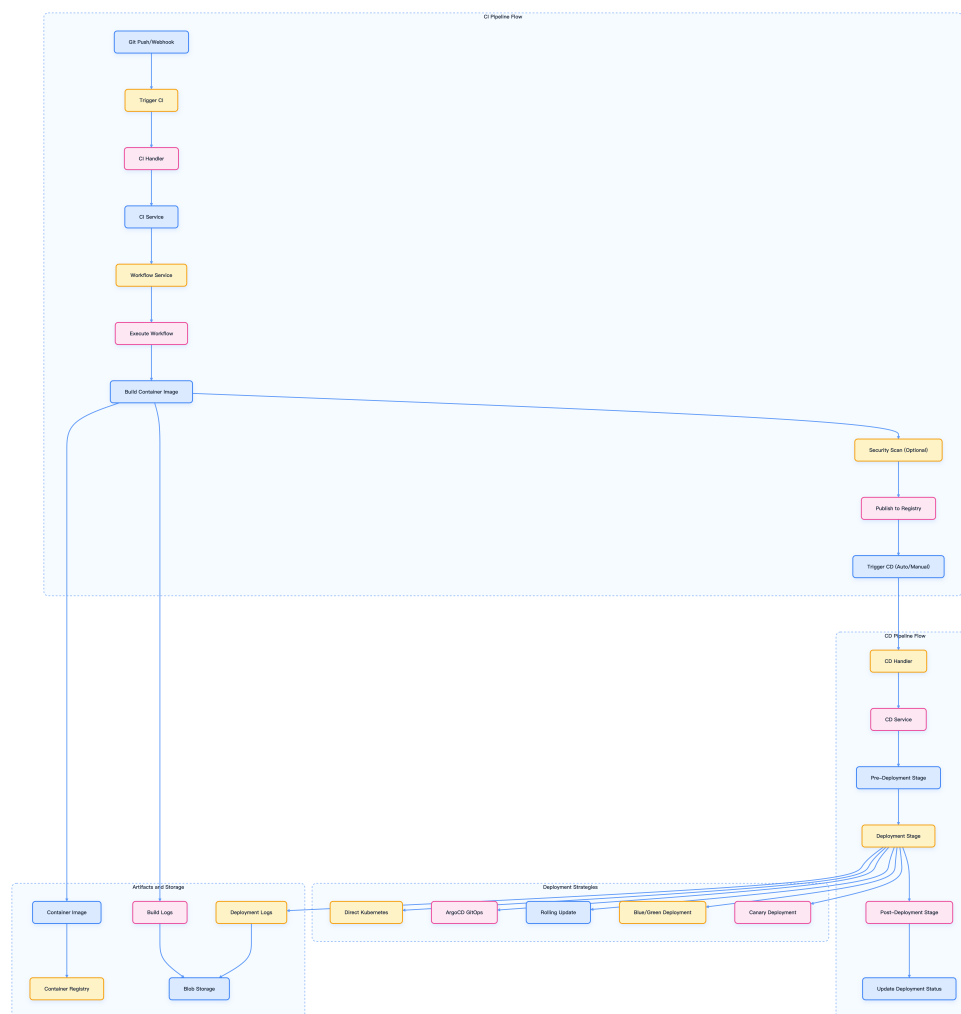 CI Pipeline Flow
Git Push/Webhook
Trigger CI
CI Handler
CI Service
Workflow Service
Execute Workflow
Build Container Image
Security Scan (Optional)
Publish to Registry
Trigger CD (Auto/Manual)
CD Pipeline Flow
CD Handler
CD Service
Pre-Deployment Stage
Deployment Stage
Artifacts and Storage
Deployment Strategies
Container Image
Build Logs
Deployment Logs
Direct Kubernetes
ArgoCD GitOps
Rolling Update
Blue/Green Deployment
Canary Deployment
Post-Deployment Stage
Container Registry
Blob Storage
Update Deployment Status